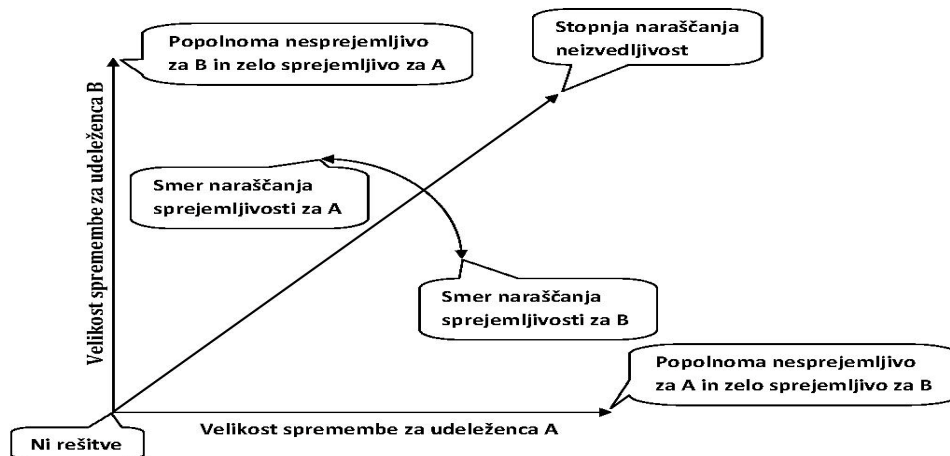 Popolnoma nesprejemljivo
za B in zelo sprejemljivo za A
Stopnja naraščanja
neizvedljivost
Velikost spremembe za udeleženca B
Smer naraščanja
sprejemljivosti za A
Smer naraščanja
sprejemljivosti za B
Popolnoma nesprejemljivo
za A in zelo sprejemljivo za B
Velikost spremembe za udeleženca A
Ni rešitve